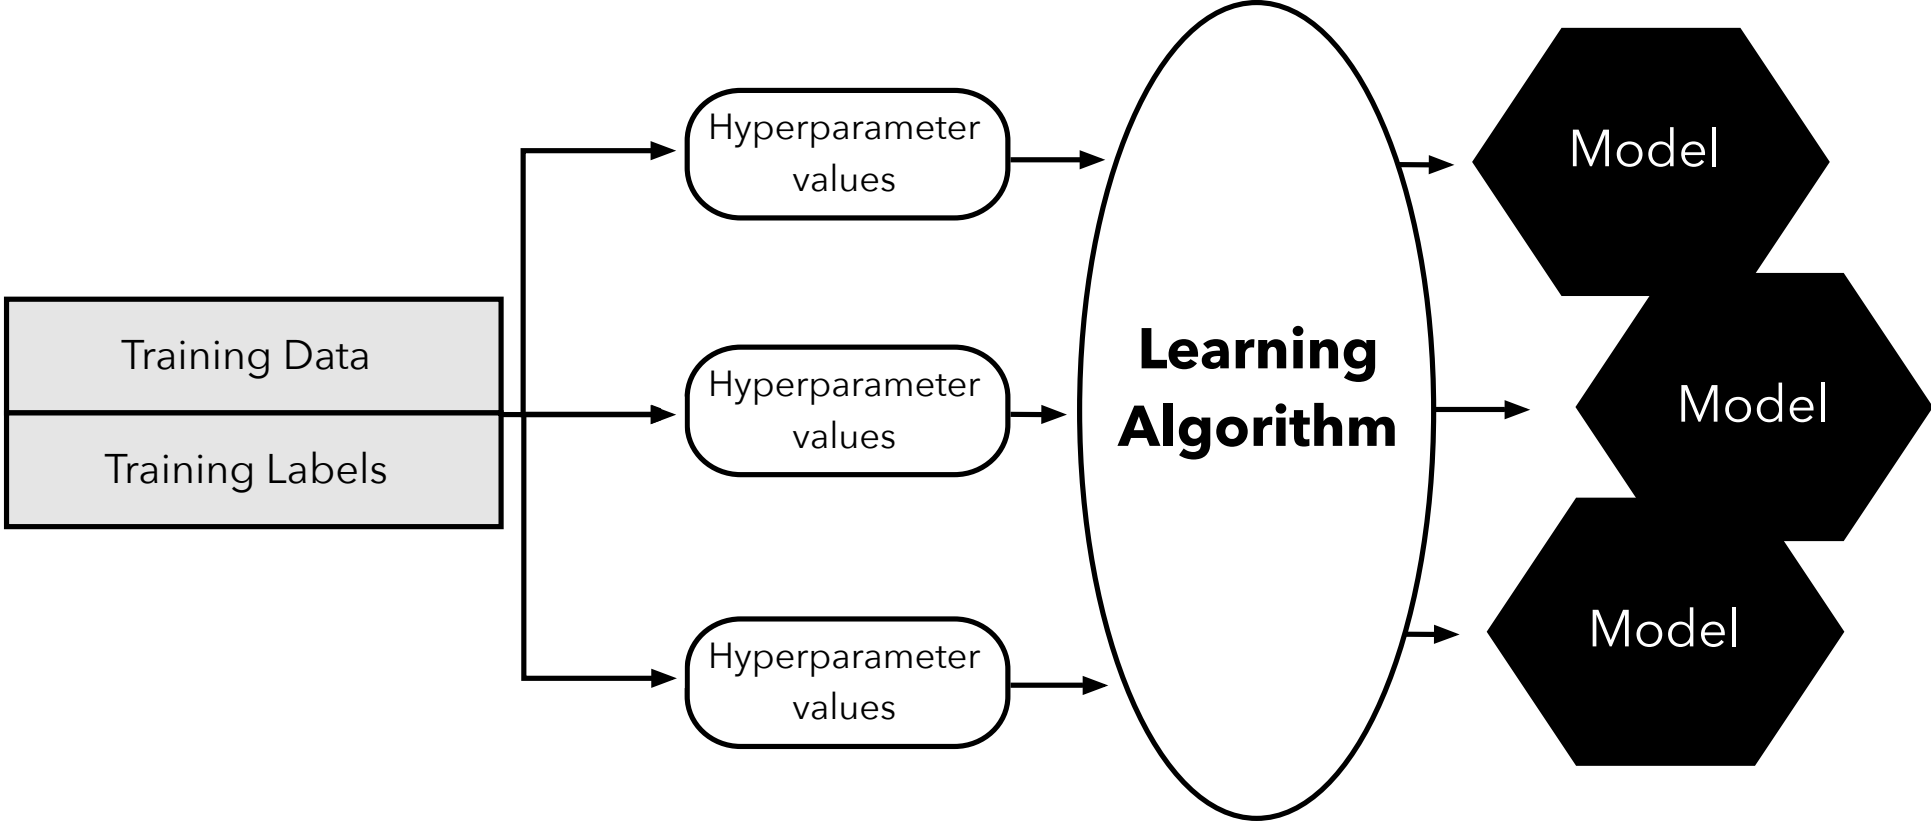 Training Data
Training Labels
Hyperparameter
values
Hyperparameter
values
Hyperparameter
values
Learning
Algorithm
Model
Model
Model